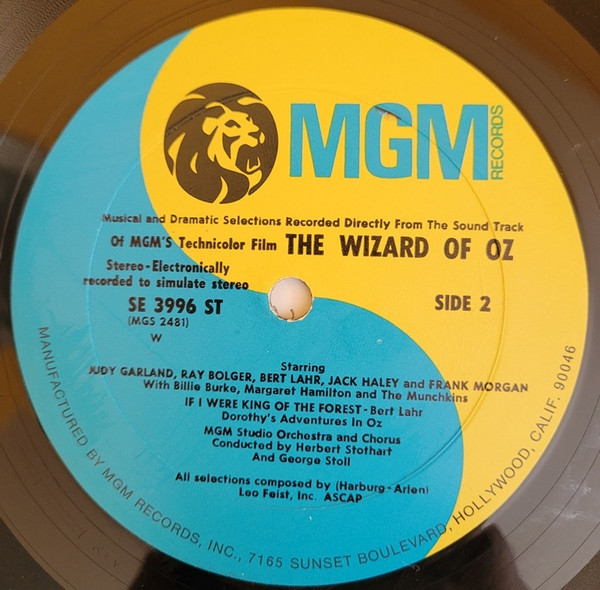 MGM
RECORDS
Musical and Dramatic Selections Recorded Directly From The Sound Track
Of MGM'S Technicolor Film THE WIZARD OF OZ
Stereo-Electronically
recorded to simulate stereo
SE 3996 ST
(MGS 2481)
W
SIDE 2
Starring
JUDY GARLAND, RAY BOLGER, BERT LAHR, JACK HALEY and FRANK MORGAN
With Billie Burke, Margaret Hamilton and The Munchkins
IF I WERE KING OF THE FOREST-Bert Lahr
Dorothy's Adventures In Oz
MGM Studio Orchestra and Chorus
Conducted by Herbert Stothart
And George Stoll
All selections composed by (Harburg-Arlen)
Leo Feist, Inc. ASCAP
MANUFACTURED BY MGM RECORDS, INC., 7165 SUNSET BOULEVARD, HOLLYWOOD, CALIF. 90046